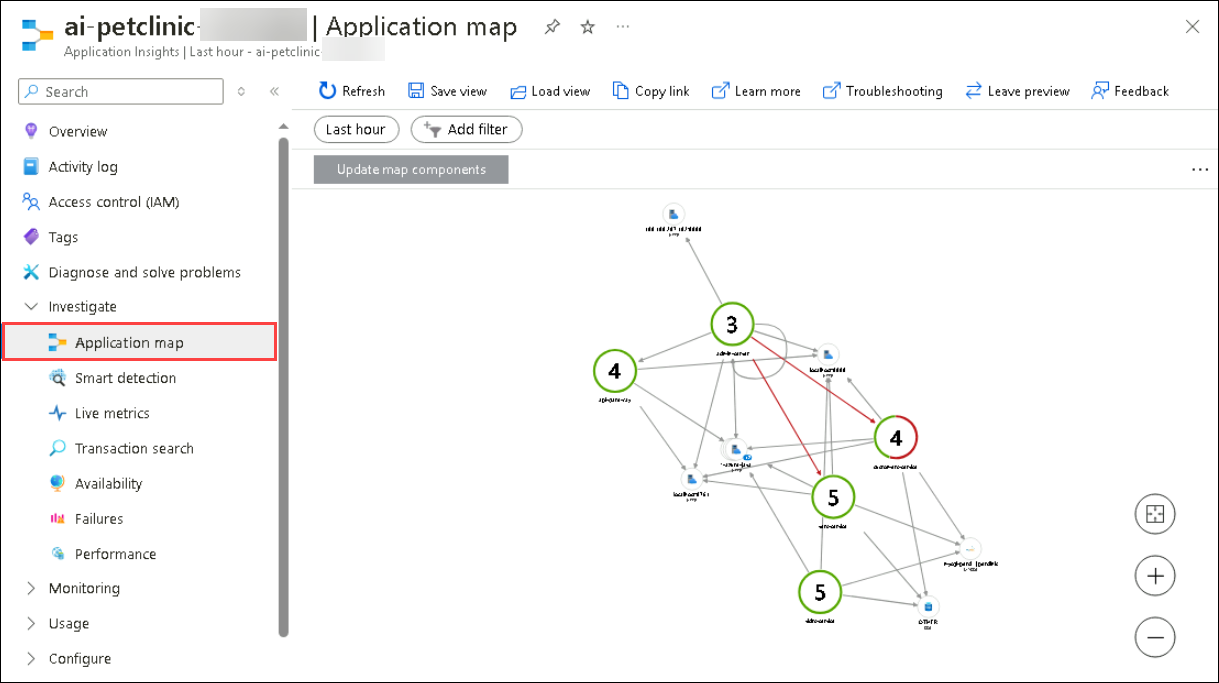 ai-petclinic- | Application map
Application Insights | Last hour - ai-petclinic-
Search
Refresh
Save view
Load view
Copy link
Learn more
Troubleshooting
Leave preview
Feedback
Last hour
Add filter
Update map components
Overview
Activity log
Access control (IAM)
Tags
Diagnose and solve problems
Investigate
Application map
Smart detection
Live metrics
Transaction search
Availability
Failures
Performance
Monitoring
Usage
Configure
3
4
4
5
5